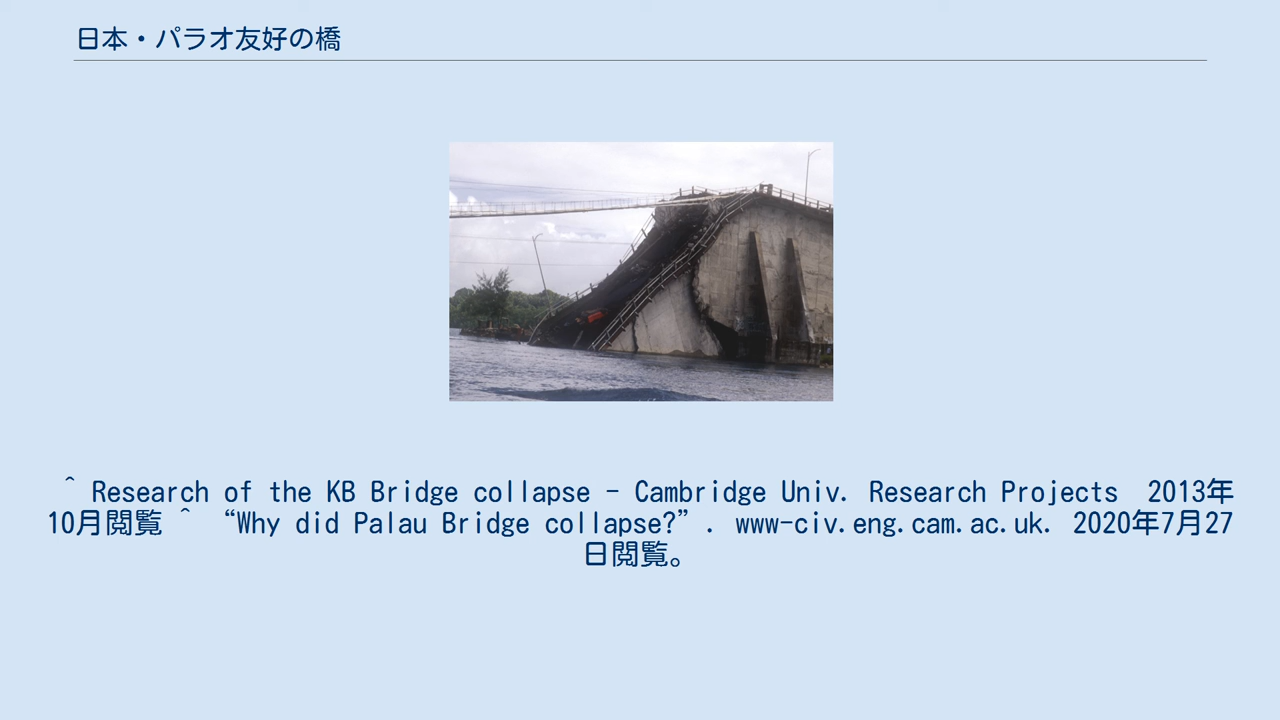 日本・パラオ友好の橋
^ Research of the KB Bridge collapse - Cambridge Univ. Research Projects 2013年
10月閲覧 ^ “Why did Palau Bridge collapse?”. www-civ.eng.cam.ac.uk. 2020年7月27
日閲覧。